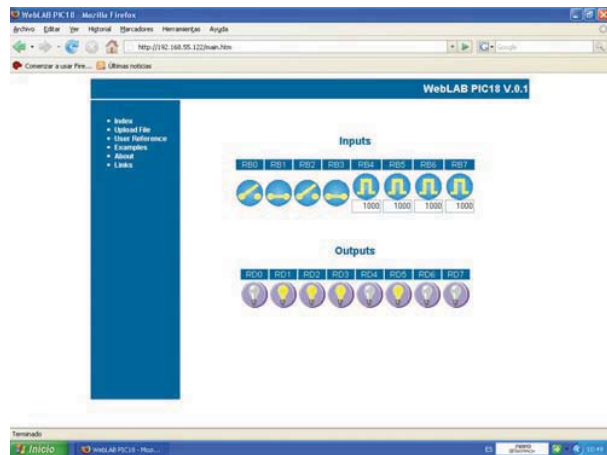 WebLAB PIC18 - Mozilla Firefox
Archivo Editar Ver Historial Marcadores Herramientas Ayuda
http://192.168.55.122/main.htm
Google
Comenzar a usar Fire... Últimas noticias
WebLAB PIC18 V.0.1
Index
Upload File
User Reference
Examples
About
Links
Inputs
RB0 RB1 RB2 RB3 RB4 RB5 RB6 RB7
1000 1000 1000 1000
Outputs
RD0 RD1 RD2 RD3 RD4 RD5 RD6 RD7
Terminado
Inicio WebLAB PIC18 - Moz... ES 10:49